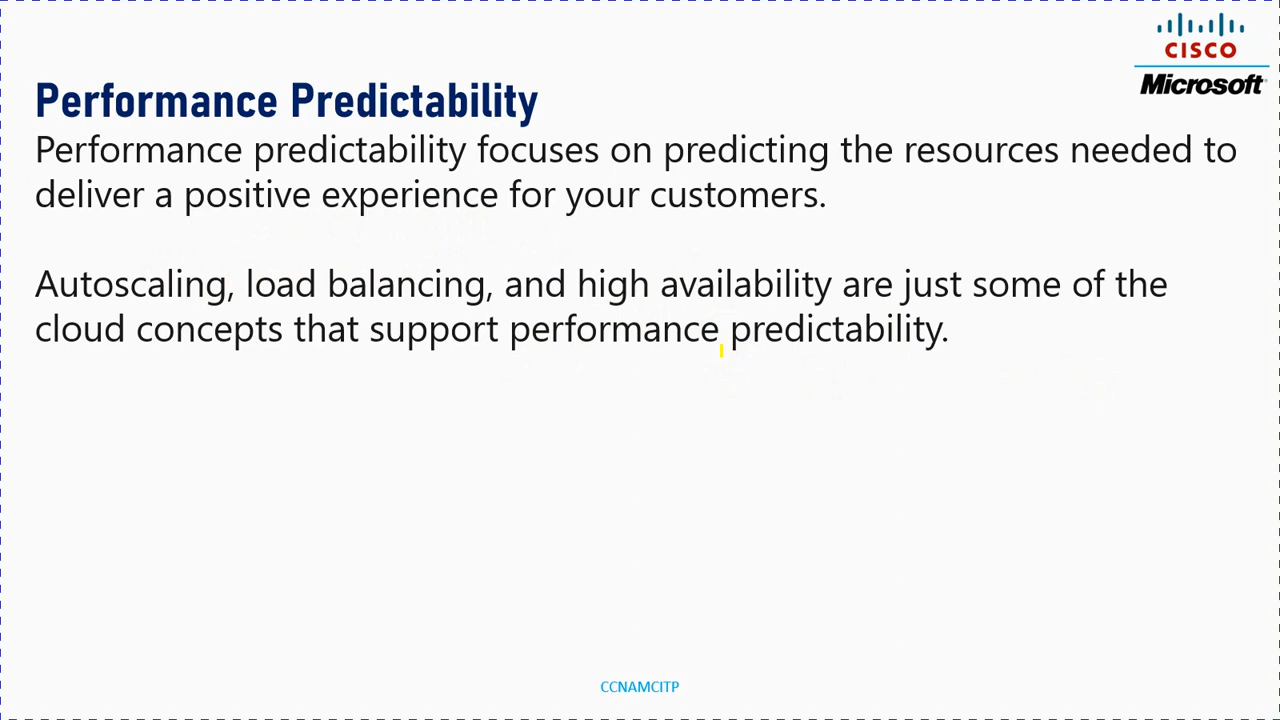 CISCO
Microsoft
Performance Predictability
Performance predictability focuses on predicting the resources needed to
deliver a positive experience for your customers.
Autoscaling, load balancing, and high availability are just some of the
cloud concepts that support performance predictability.
CCNAMCITP